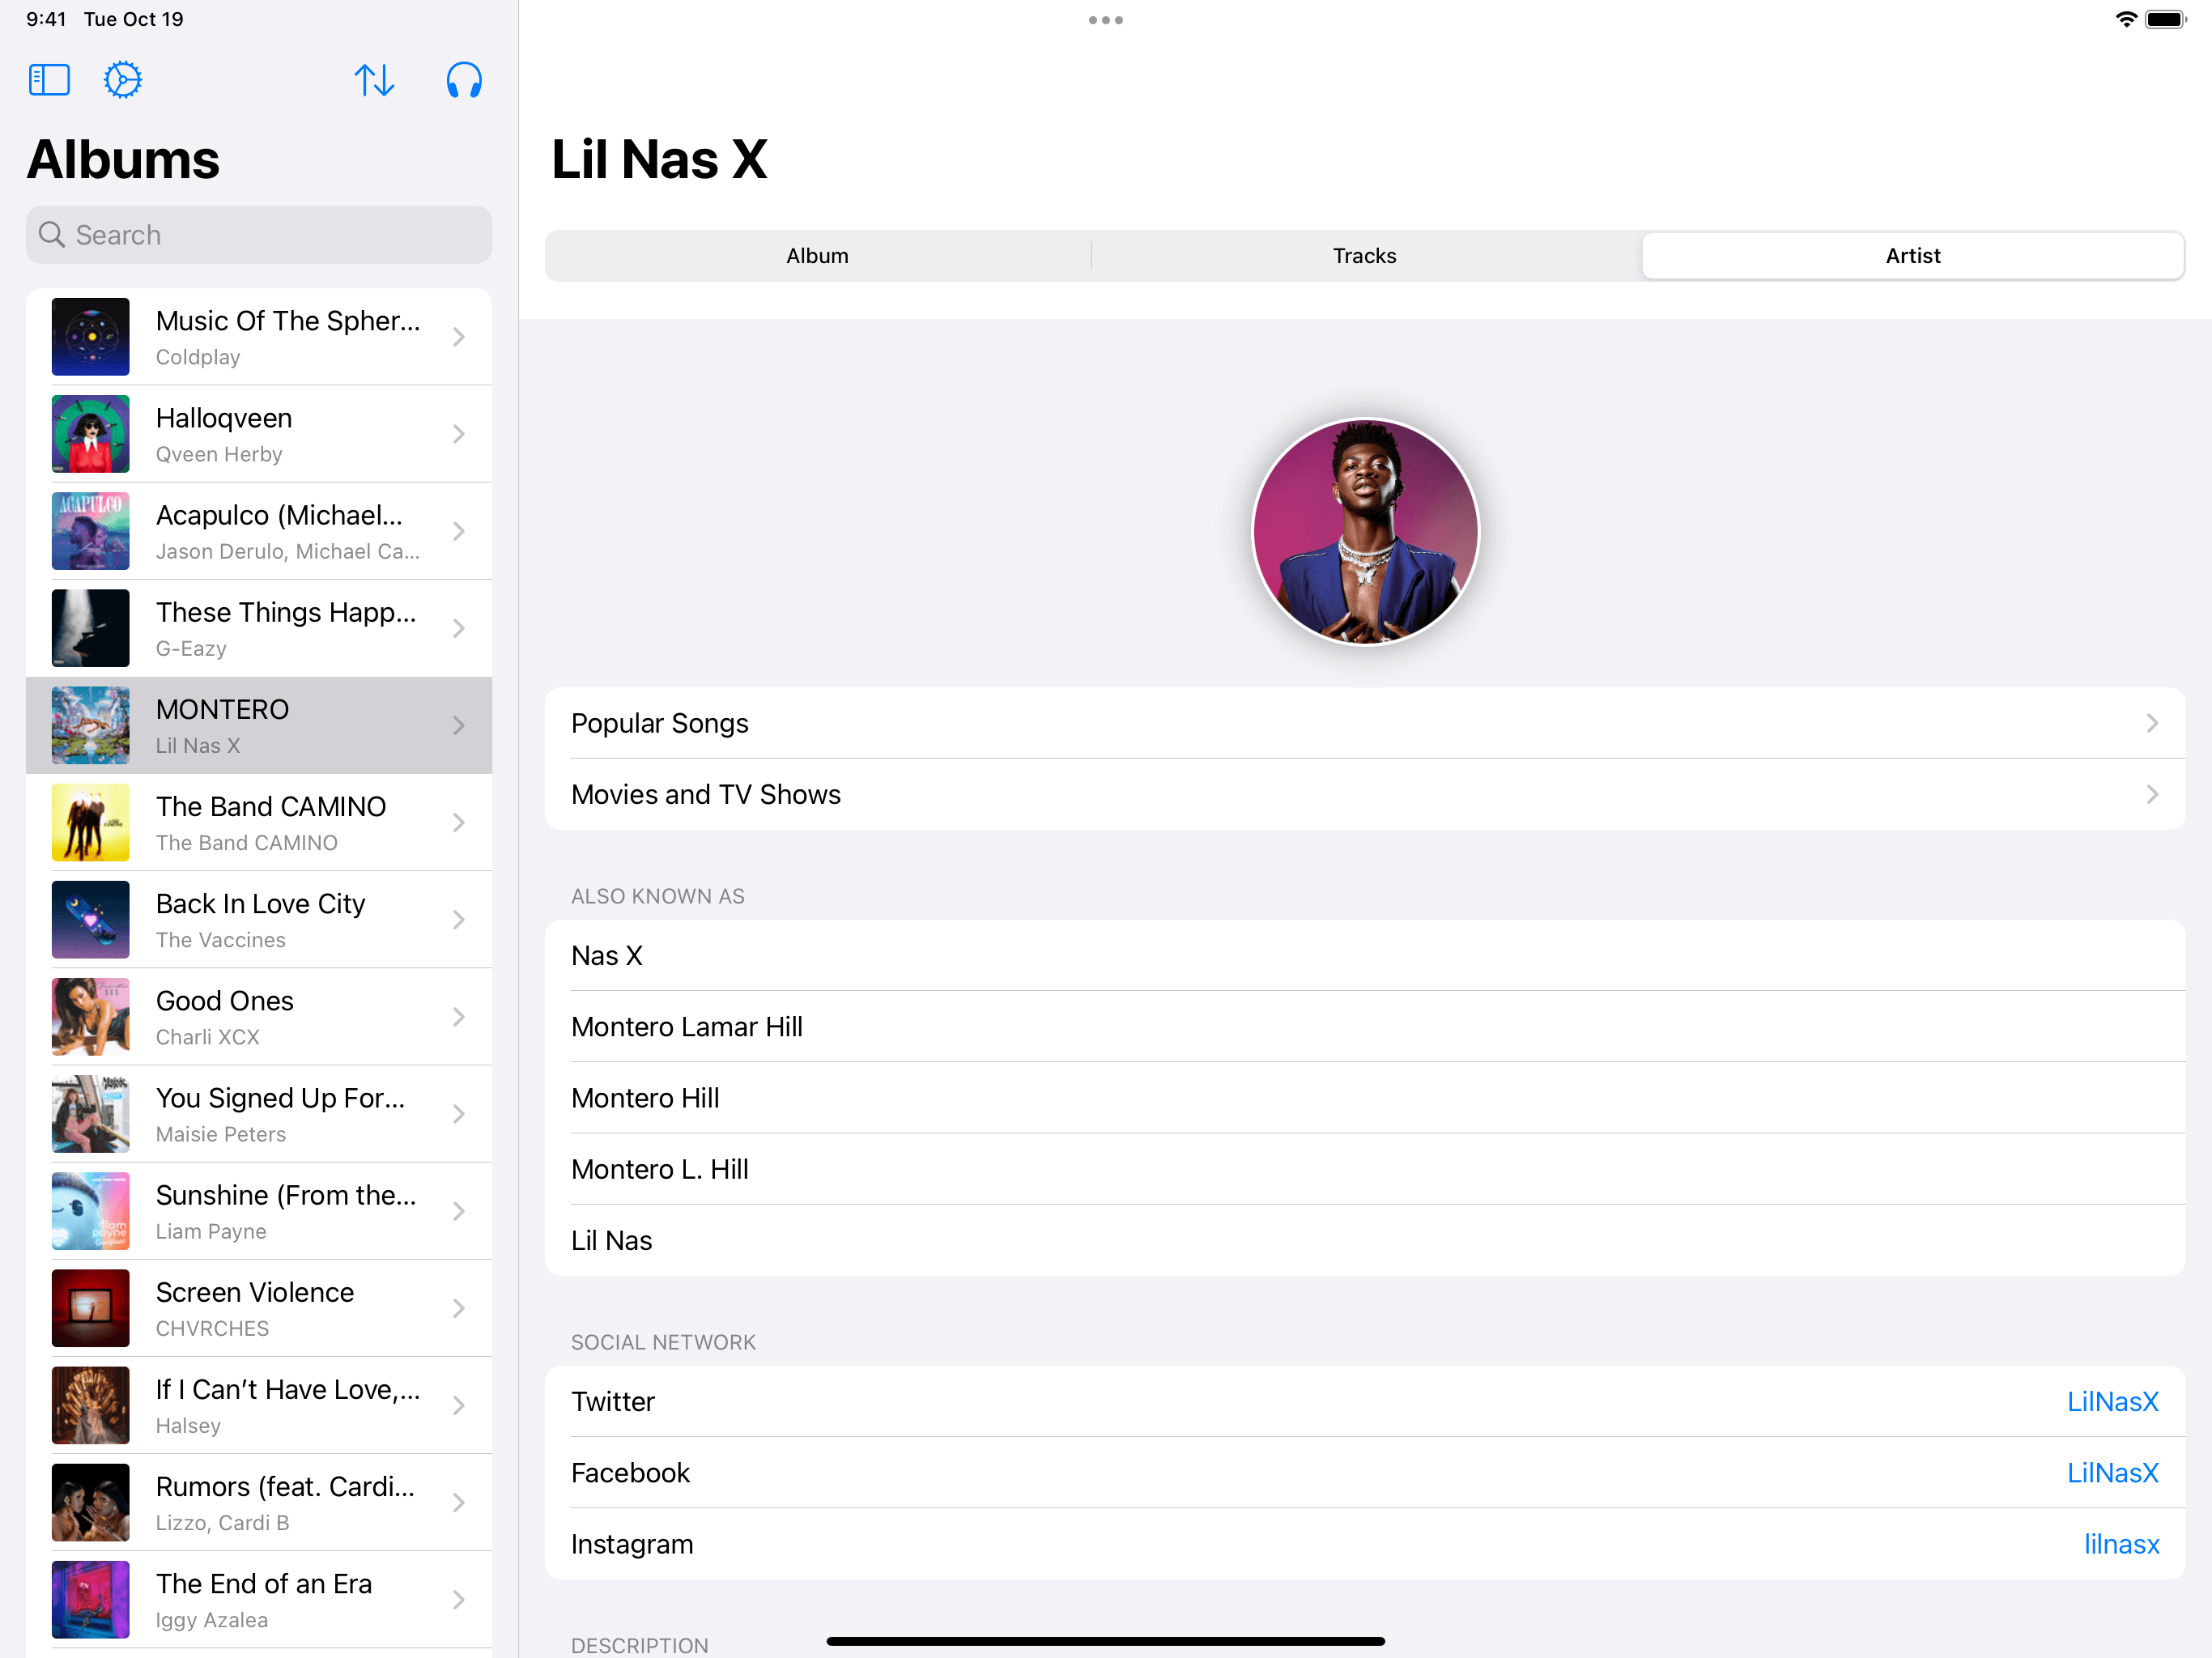 9:41 Tue Oct 19
Albums
Search
Music Of The Spher...
Coldplay
Halloqveen
Qveen Herby
ACAPULCO
Acapulco (Michael...
Jason Derulo, Michael Ca...
These Things Happ...
G-Eazy
MONTERO
Lil Nas X
The Band CAMINO
The Band CAMINO
Back In Love City
The Vaccines
Good Ones
Charli XCX
Maisie Peters
You Signed Up For...
Maisie Peters
Sunshine (From the...
Liam Payne
liam payne
Screen Violence
CHVRCHES
If I Can’t Have Love,...
Halsey
Rumors (feat. Cardi...
Lizzo, Cardi B
The End of an Era
Iggy Azalea
Lil Nas X
Album Tracks Artist
Popular Songs
Movies and TV Shows
ALSO KNOWN AS
Nas X
Montero Lamar Hill
Montero Hill
Montero L. Hill
Lil Nas
SOCIAL NETWORK
Twitter LilNasX
Facebook LilNasX
Instagram lilnasx
DESCRIPTION